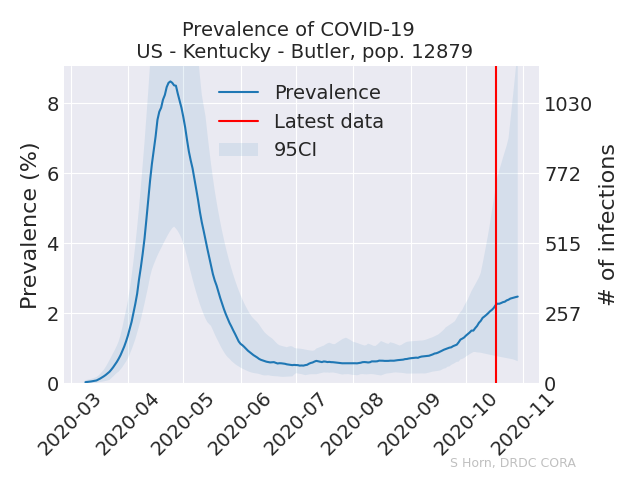 Prevalence of COVID-19
US - Kentucky - Butler, pop. 12879
Prevalence (%)
8
6
4
2
0
Prevalence
Latest data
95CI
1030
772
515
257
0
# of infections
2020-03
2020-04
2020-05
2020-06
2020-07
2020-08
2020-09
2020-10
2020-11
S Horn, DRDC CORA